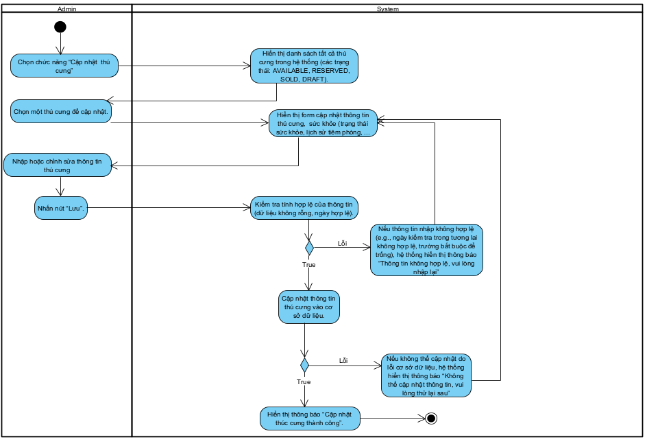 Admin
System
Chọn chức năng "Cập nhật thú
cưng"
Hiển thị danh sách tất cả thú
cưng trong hệ thống (các trạng
thái: AVAILABLE, RESERVED,
SOLD, DRAFT).
Chọn một thú cưng để cập nhật.
Hiển thị form cập nhật thông tin
thú cưng, sức khỏe (trạng thái
sức khỏe, lịch sử tiêm phòng, ...
Nhập hoặc chỉnh sửa thông tin
thú cưng
Nhấn nút "Lưu".
Kiểm tra tính hợp lệ của thông tin
(dữ liệu không rỗng, ngày hợp lệ).
Lỗi
Nếu thông tin nhập không hợp lệ
(e.g., ngày kiểm tra trong tương lai
không hợp lệ, trường bắt buộc để
trống), hệ thống hiển thị thông báo
"Thông tin không hợp lệ, vui lòng
nhập lại"
True
Cập nhật thông tin
thú cưng vào cơ
sở dữ liệu.
Lỗi
Nếu không thể cập nhật do
lỗi cơ sở dữ liệu, hệ thống
hiển thị thông báo "Không
thể cập nhật thông tin, vui
lòng thử lại sau"
True
Hiển thị thông báo "Cập nhật
thúc cưng thành công".